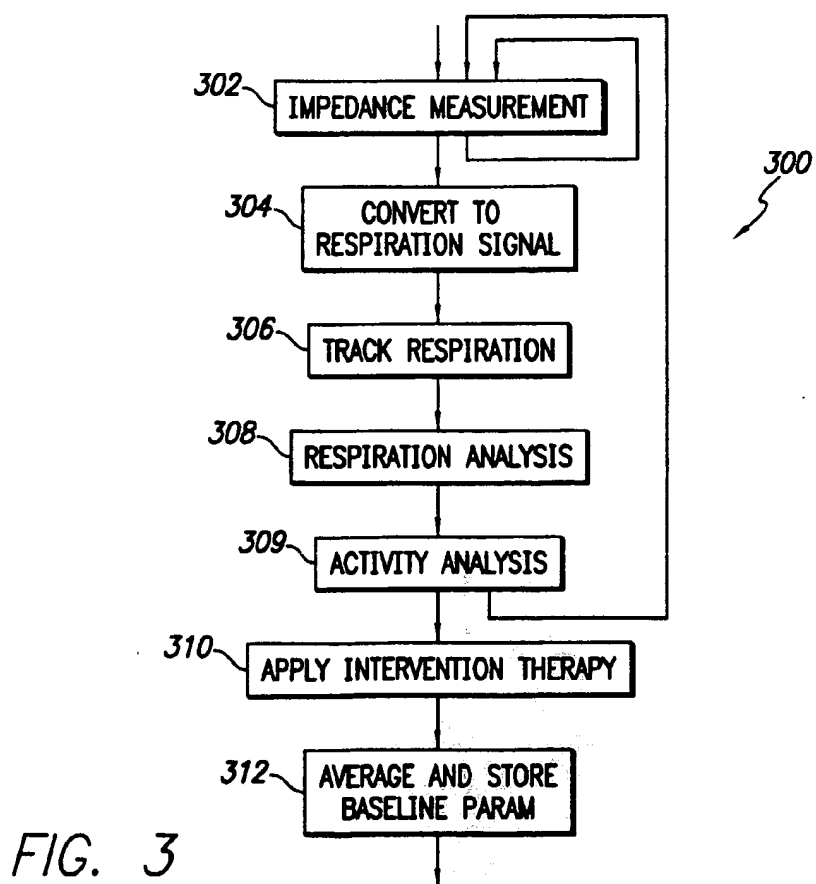 302
IMPEDANCE MEASUREMENT
300
304
CONVERT TO
RESPIRATION SIGNAL
306
TRACK RESPIRATION
308
RESPIRATION ANALYSIS
309
ACTIVITY ANALYSIS
310
APPLY INTERVENTION THERAPY
312
AVERAGE AND STORE
BASELINE PARAM
FIG. 3